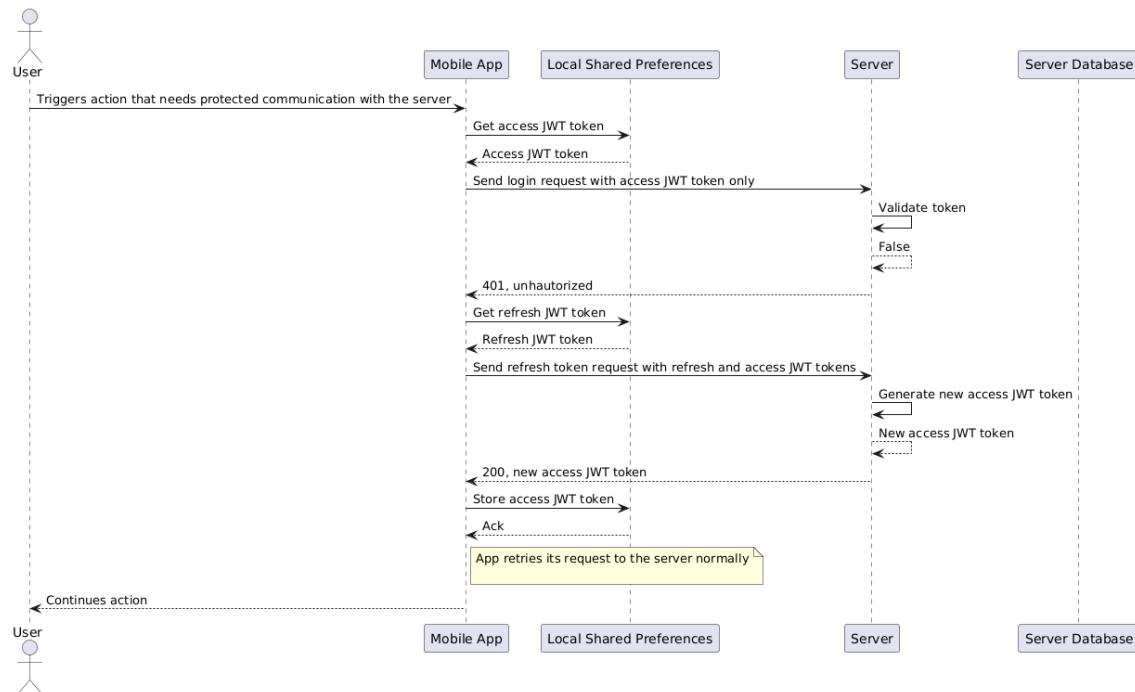 User
Mobile App
Local Shared Preferences
Server
Server Database
Triggers action that needs protected communication with the server
Get access JWT token
Access JWT token
Send login request with access JWT token only
Validate token
False
401, unhautorized
Get refresh JWT token
Refresh JWT token
Send refresh token request with refresh and access JWT tokens
Generate new access JWT token
New access JWT token
200, new access JWT token
Store access JWT token
Ack
App retries its request to the server normally
Continues action
User
Mobile App
Local Shared Preferences
Server
Server Database